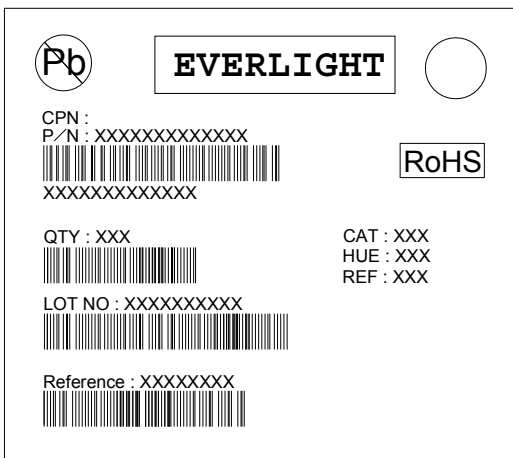 Pb
EVERLIGHT
CPN :
P／N : XXXXXXXXXXXXX
RoHS
XXXXXXXXXXXXX
QTY : XXX
CAT : XXX
HUE : XXX
REF : XXX
LOT NO : XXXXXXXXXX
Reference : XXXXXXXX